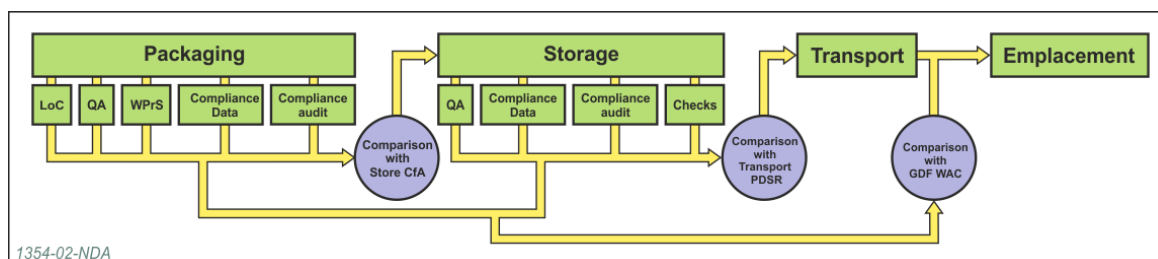 Packaging
LoC
QA
WPrS
Compliance
Data
Compliance
audit
Comparison
with
Store CfA
Storage
QA
Compliance
Data
Compliance
audit
Checks
Comparison
with
Transport
PDSR
Transport
Comparison
with
GDF WAC
Emplacement
1354-02-NDA